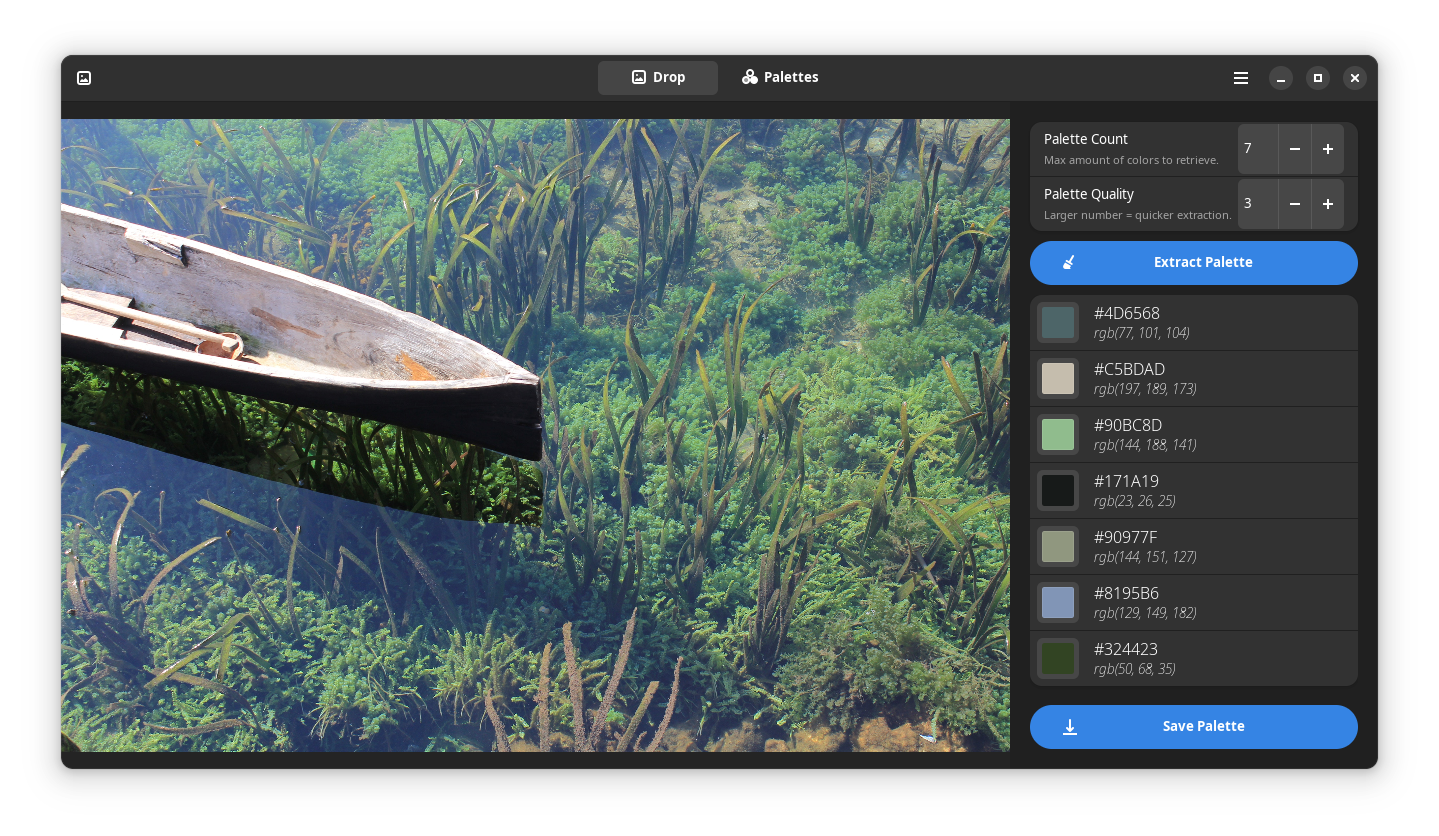 Drop
Palettes
Palette Count
Max amount of colors to retrieve.
7
Palette Quality
Larger number = quicker extraction.
3
Extract Palette
#4D6568
rgb(77, 101, 104)
#C5BDAD
rgb(197, 189, 173)
#90BC8D
rgb(144, 188, 141)
#171A19
rgb(23, 26, 25)
#90977F
rgb(144, 151, 127)
#8195B6
rgb(129, 149, 182)
#324423
rgb(50, 68, 35)
Save Palette